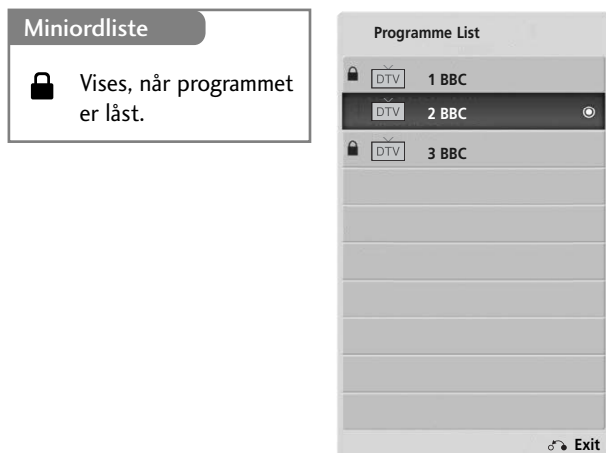 Miniordliste
Vises, når programmet
er låst.
Programme List
DTV 1 BBC
DTV 2 BBC
DTV 3 BBC
Exit